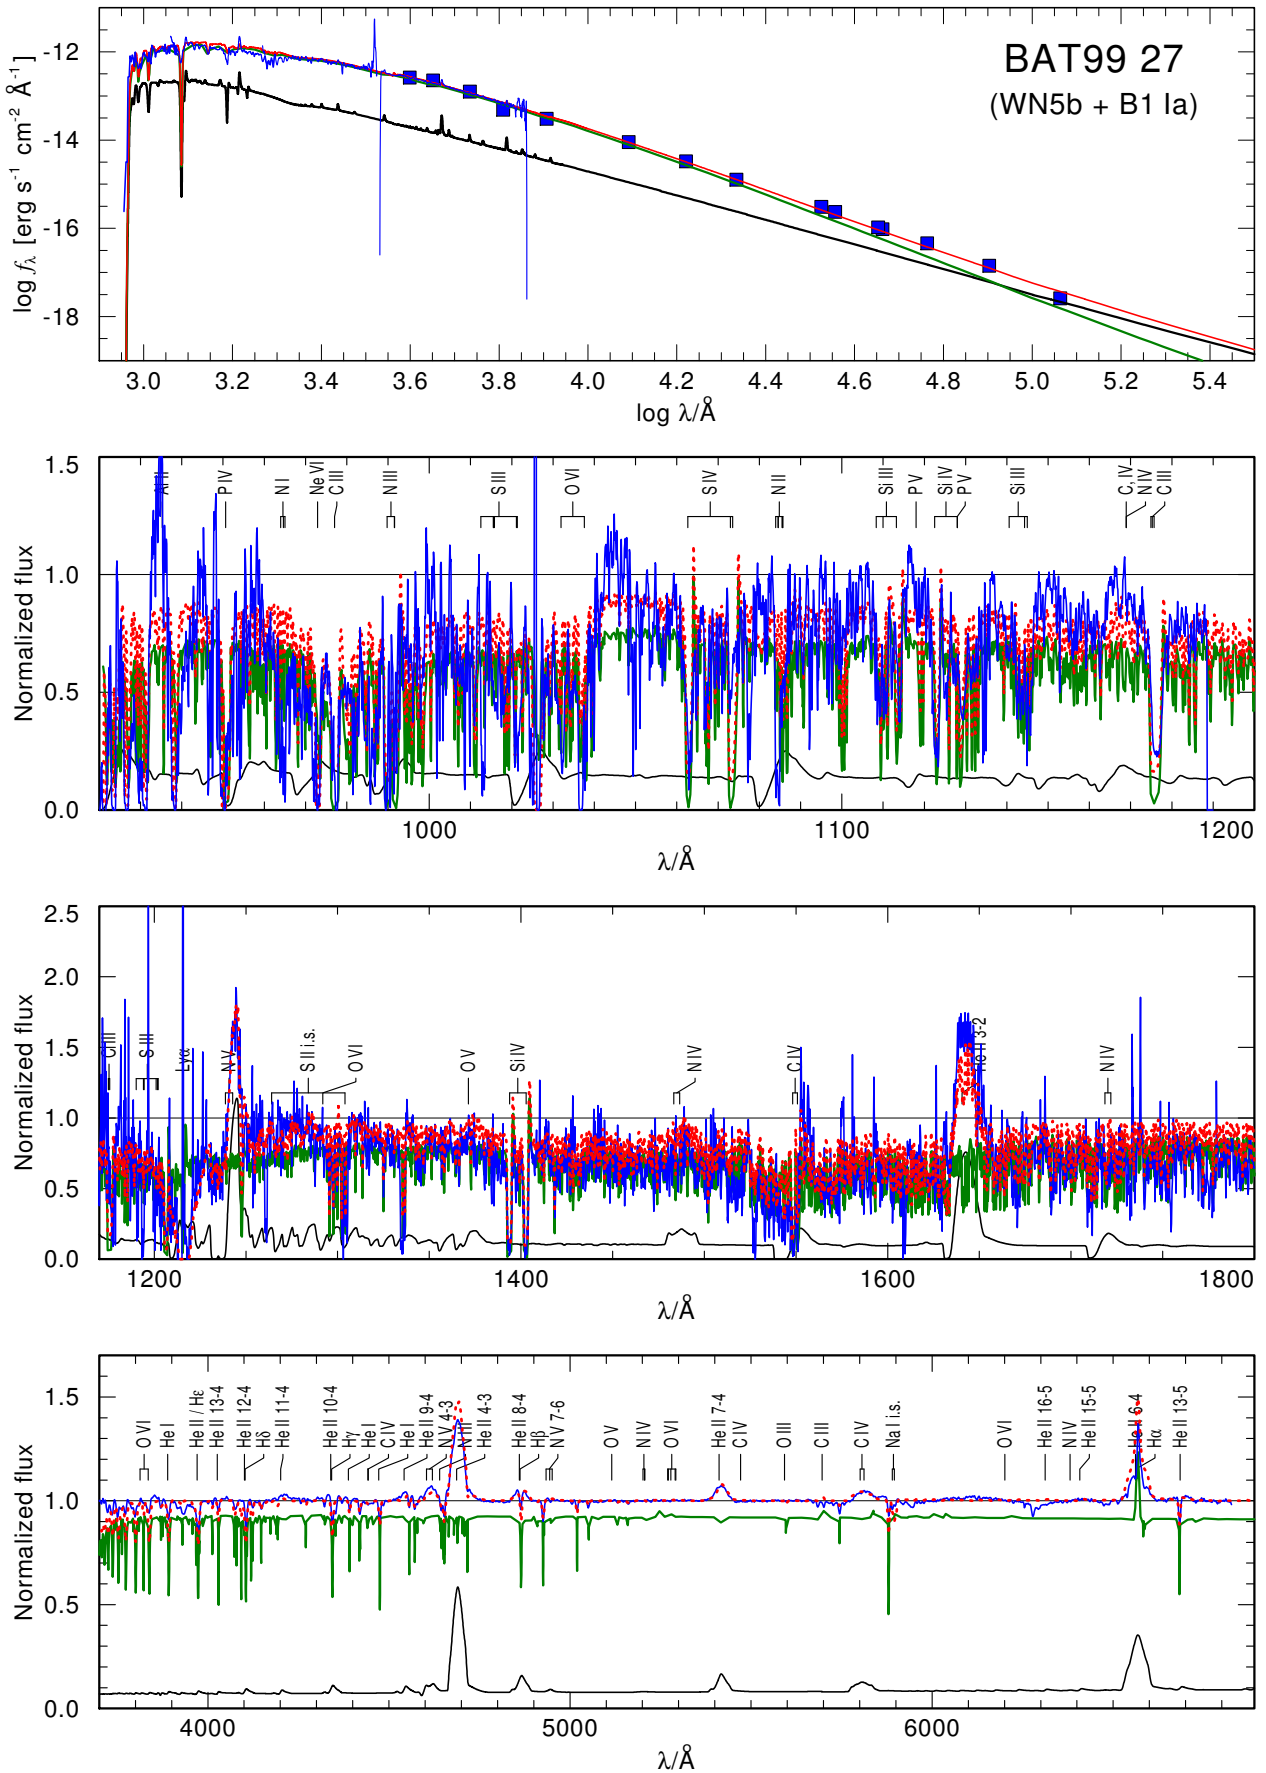 BAT99 27
(WN5b + B1 Ia)
log fλ [erg s⁻¹ cm⁻² Å⁻¹]
-12
-14
-16
-18
3.0 3.2 3.4 3.6 3.8 4.0 4.2 4.4 4.6 4.8 5.0 5.2 5.4
log λ/Å
Normalized flux
1.5
1.0
0.5
0.0
P IV
N I
Ne VI
C III
N III
S III
O VI
S IV
N II
Si III
P V
Si IV
P V
Si III
C, IV
N IV
C III
1000 1100 1200
λ/Å
Normalized flux
2.5
2.0
1.5
1.0
0.5
0.0
C III
S III
Lyα
N V
S II i.s.
O VI
O V
Si IV
N IV
C IV
He II 3-2
N IV
1200 1400 1600 1800
λ/Å
Normalized flux
1.5
1.0
0.5
0.0
O VI
He I
He II / Hε
He II 13-4
He II 12-4
Hδ
He II 11-4
He II 10-4
Hγ
He I
C IV
He I
He II 9-4
N V 4-3
N III
He II 4-3
He II 8-4
Hβ
N V 7-6
O V
N IV
O VI
He II 7-4
C IV
O III
C III
C IV
Na I i.s.
O VI
He II 16-5
N IV
He II 15-5
He II 6-4
Hα
He II 13-5
4000 5000 6000
λ/Å